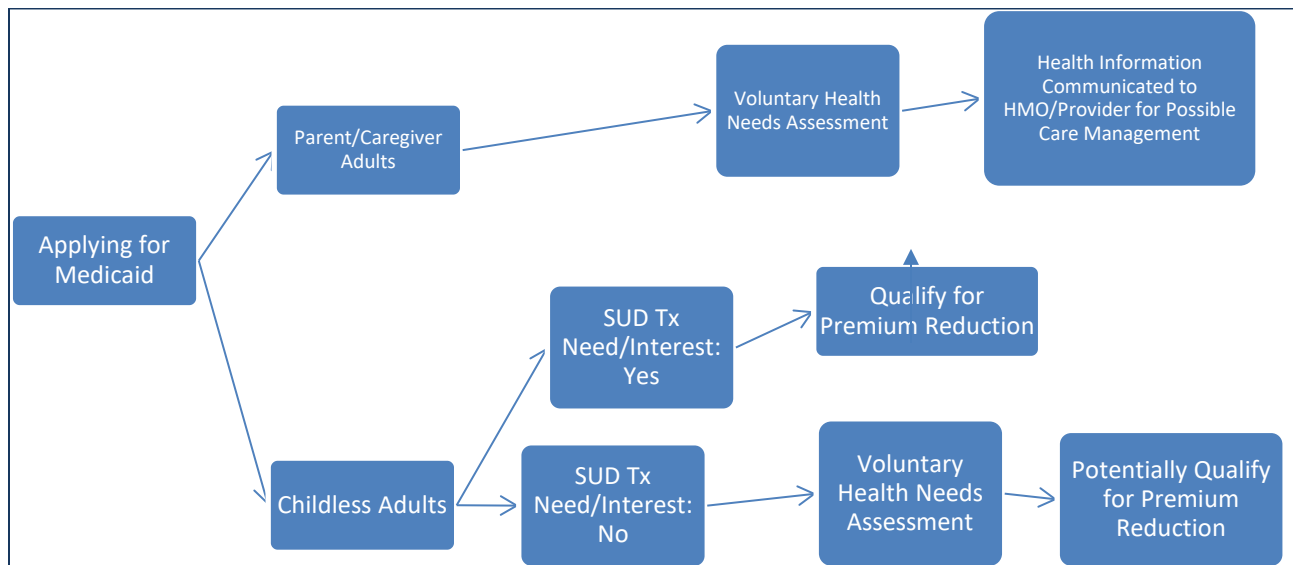 Parent/Caregiver
Adults
Voluntary Health
Needs Assessment
Health Information
Communicated to
HMO/Provider for Possible
Care Management
Applying for
Medicaid
SUD Tx
Need/Interest:
Yes
Qualify for
Premium Reduction
Childless Adults
SUD Tx
Need/Interest:
No
Voluntary
Health Needs
Assessment
Potentially Qualify
for Premium
Reduction